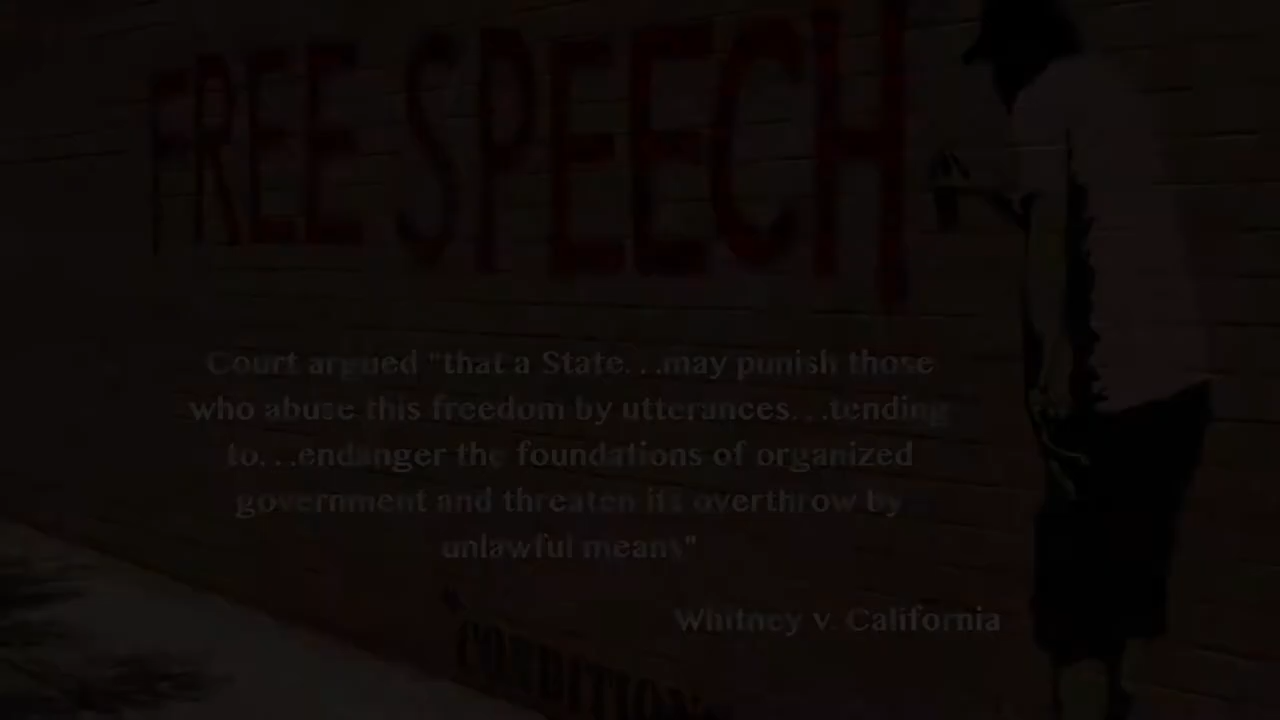 FREE SPEECH
Court argued "that a State. . .may punish those
who abuse this freedom by utterances. . .tending
to. . .endanger the foundations of organized
government and threaten its overthrow by
unlawful means"
Whitney v. California
CONDITIONS